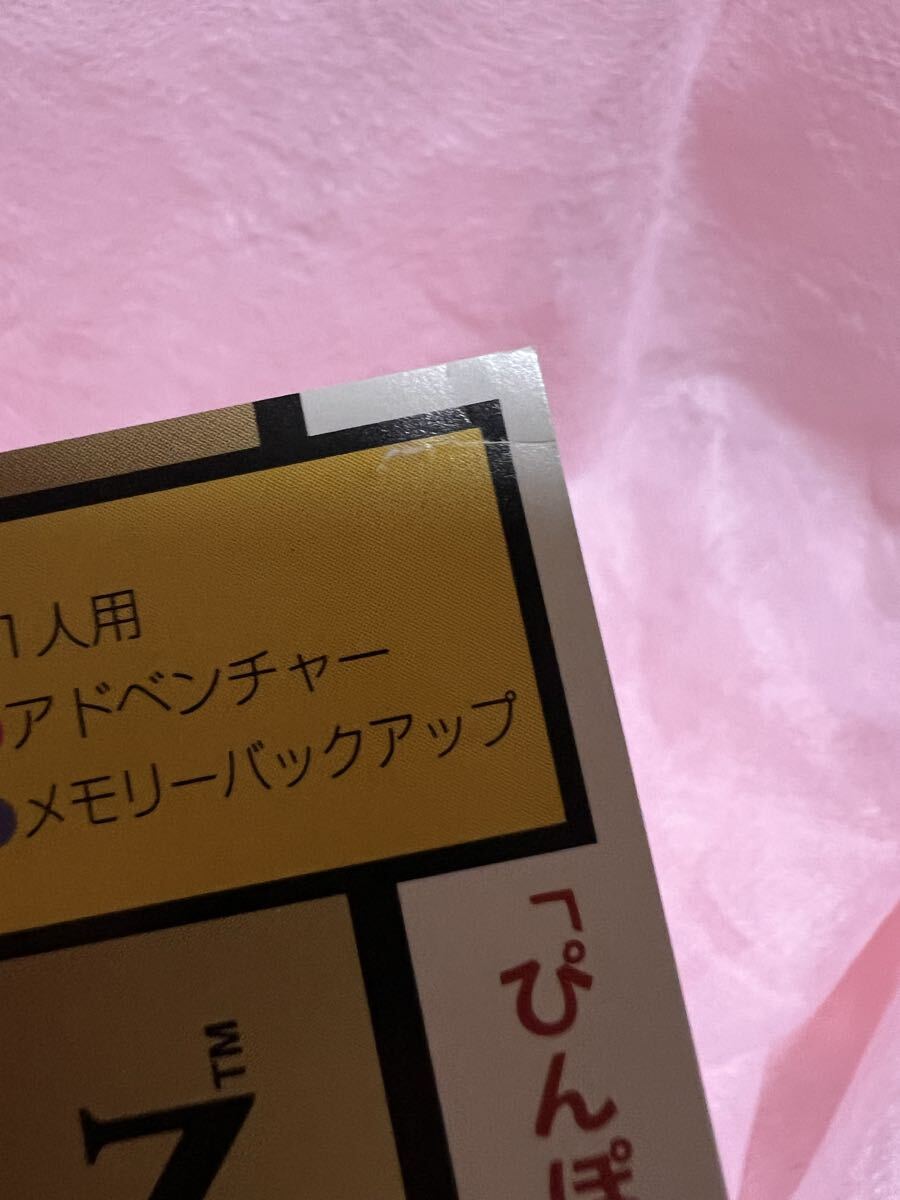 1人用
アドベンチャー
メモリーバックアップ
「ぴんぽ
N™